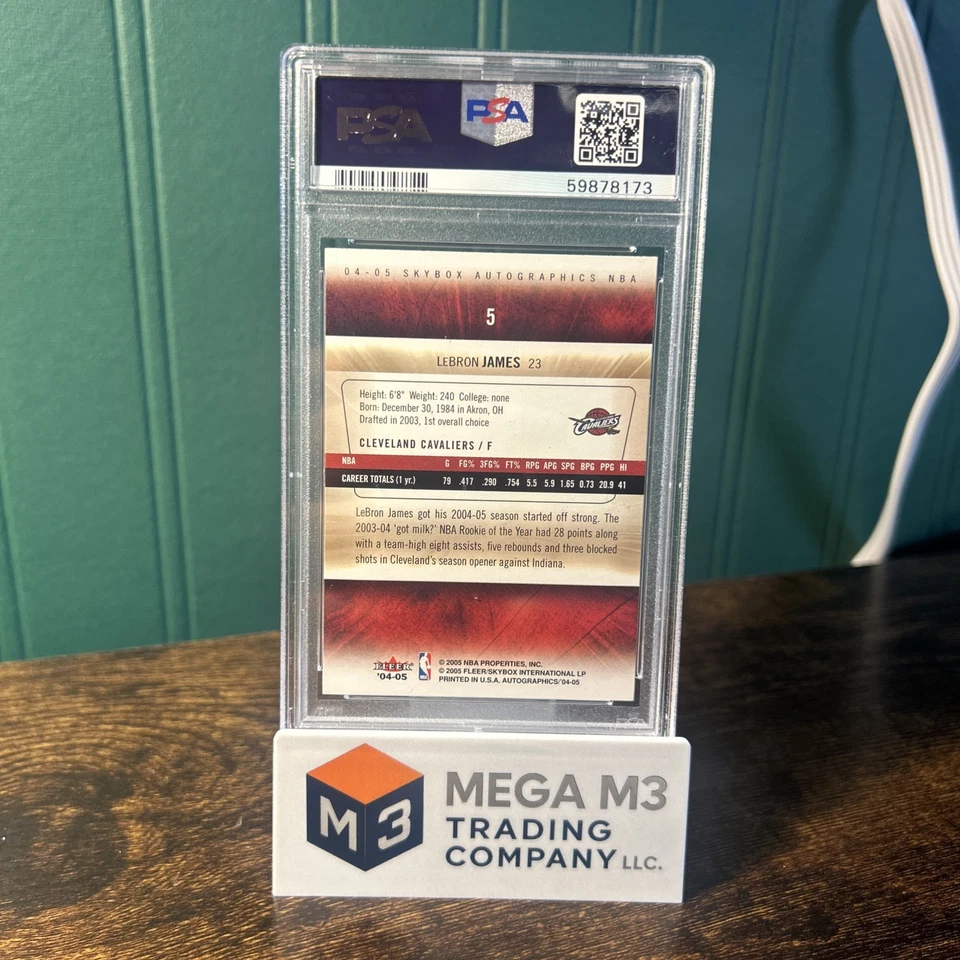 PSA
PSA
59878173
04-05 SKYBOX AUTOGRAPHICS NBA
5
LEBRON JAMES 23
Height: 6'8" Weight: 240 College: none
Born: December 30, 1984 in Akron, OH
Drafted in 2003, 1st overall choice
CAVALIERS
CLEVELAND CAVALIERS / F
NBA G FG% 3FG% FT% RPG APG SPG BPG PPG HI
CAREER TOTALS (1 yr.) 79 .417 .290 .754 5.5 5.9 1.65 0.73 20.9 41
LeBron James got his 2004-05 season started off strong. The
2003-04 'got milk?' NBA Rookie of the Year had 28 points along
with a team-high eight assists, five rebounds and three blocked
shots in Cleveland's season opener against Indiana.
FLEER
'04-05
© 2005 NBA PROPERTIES, INC.
© 2005 FLEER/SKYBOX INTERNATIONAL LP
PRINTED IN U.S.A. AUTOGRAPHICS/'04-05
PSA
M3
MEGA M3
TRADING
COMPANY LLC.